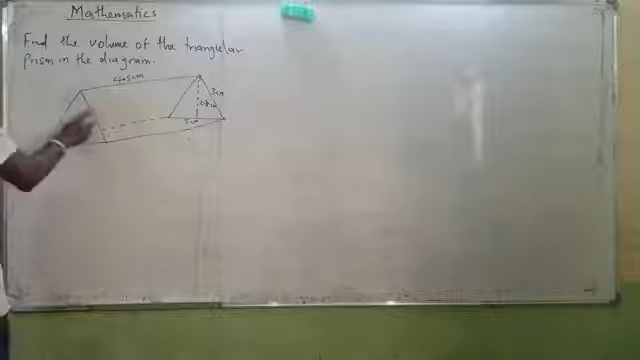 Mathematics
Find the volume of the triangular
prism in the diagram.